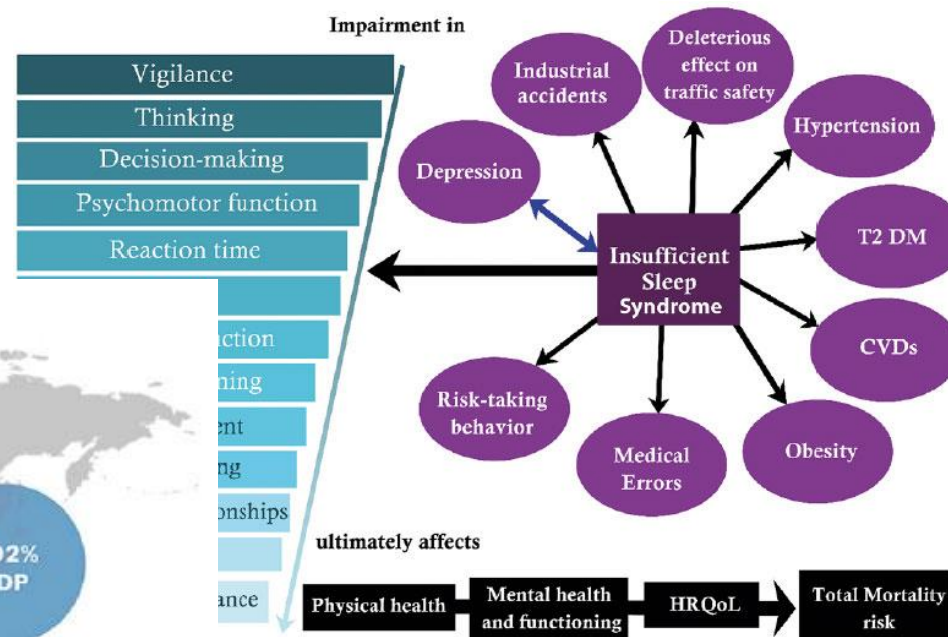 Impairment in
Vigilance
Thinking
Decision-making
Psychomotor function
Reaction time
Depression
Industrial
accidents
Deleterious
effect on
traffic safety
Hypertension
T2 DM
CVDs
Obesity
Medical
Errors
Risk-taking
behavior
Insufficient
Sleep
Syndrome
ultimately affects
Physical health
Mental health
and functioning
HRQoL
Total Mortality
risk